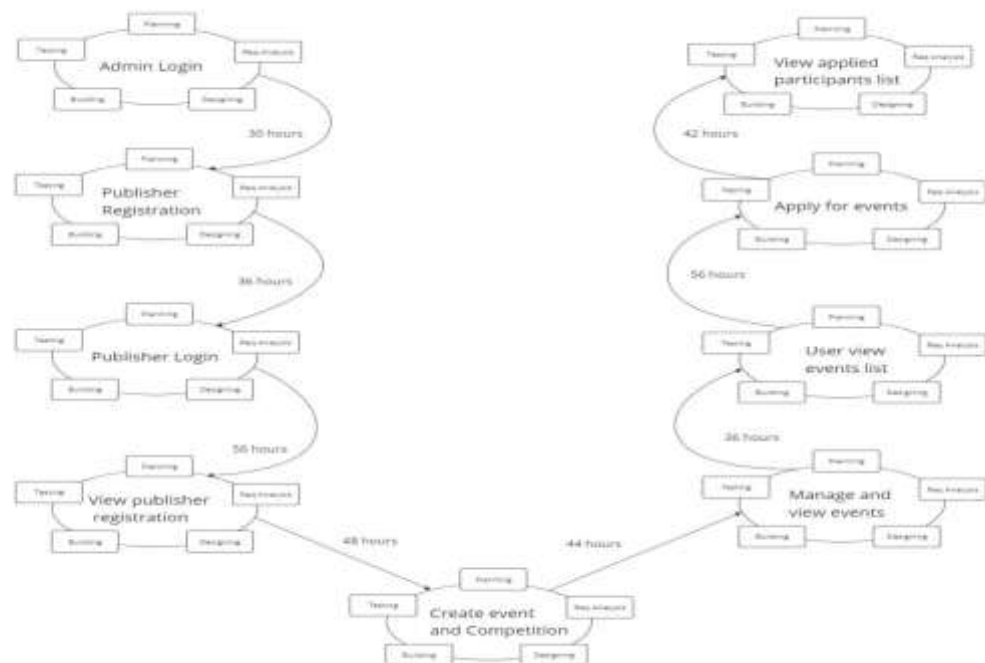 Planning
Testing
Req Analysis
Admin Login
Building
Designing
30 hours
Planning
Testing
Req Analysis
Publisher
Registration
Building
Designing
36 hours
Planning
Testing
Req Analysis
Publisher Login
Building
Designing
56 hours
Planning
Testing
Req Analysis
View publisher
registration
Building
Designing
48 hours
Planning
Testing
Req Analysis
Create event
and Competition
Building
Designing
44 hours
Planning
Testing
Req Analysis
Manage and
view events
Building
Designing
36 hours
Planning
Testing
Req Analysis
User view
events list
Building
Designing
56 hours
Planning
Testing
Req Analysis
Apply for events
Building
Designing
42 hours
Planning
Testing
Req Analysis
View applied
participants list
Building
Designing